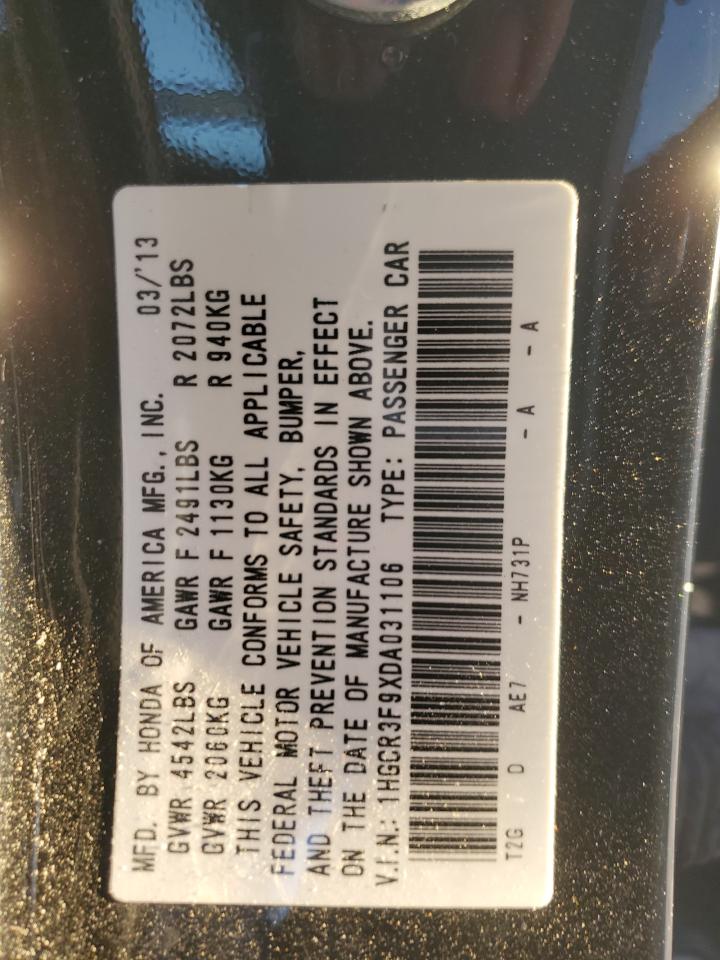 MFD. BY HONDA OF AMERICA MFG., INC. 03/'13
GVWR 4542LBS GAWR F 2491LBS R 2072LBS
GVWR 2060KG GAWR F 1130KG R 940KG
THIS VEHICLE CONFORMS TO ALL APPLICABLE
FEDERAL MOTOR VEHICLE SAFETY, BUMPER,
AND THEFT PREVENTION STANDARDS IN EFFECT
ON THE DATE OF MANUFACTURE SHOWN ABOVE.
V.I.N.: 1HGCR3F9XDA031106 TYPE: PASSENGER CAR
T2G D AE7 - NH731P - A - A